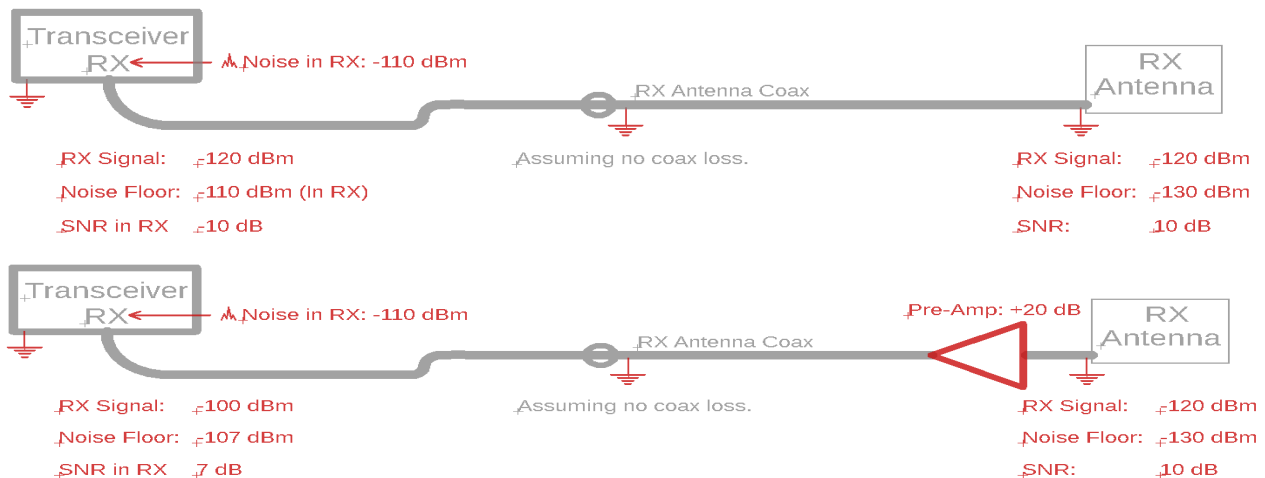 Transceiver
RX
Noise in RX: -110 dBm
RX Antenna Coax
RX
Antenna
RX Signal: -120 dBm
Assuming no coax loss.
RX Signal: -120 dBm
Noise Floor: -110 dBm (In RX)
Noise Floor: -130 dBm
SNR in RX -10 dB
SNR: 10 dB
Transceiver
RX
Noise in RX: -110 dBm
Pre-Amp: +20 dB
RX
Antenna
RX Antenna Coax
RX Signal: -100 dBm
Assuming no coax loss.
RX Signal: -120 dBm
Noise Floor: -107 dBm
Noise Floor: -130 dBm
SNR in RX 7 dB
SNR: 10 dB